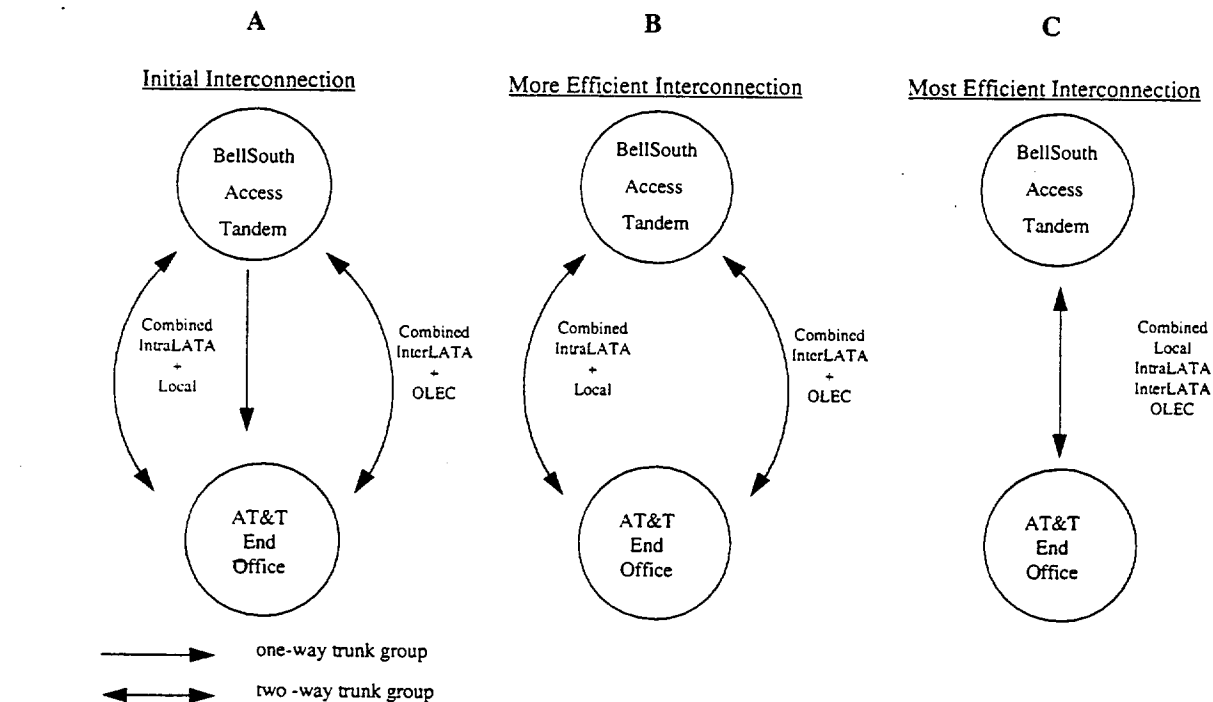 A
Initial Interconnection
BellSouth
Access
Tandem
Combined
IntraLATA
+
Local
Combined
InterLATA
+
OLEC
AT&T
End
Office
B
More Efficient Interconnection
BellSouth
Access
Tandem
Combined
IntraLATA
+
Local
Combined
InterLATA
+
OLEC
AT&T
End
Office
C
Most Efficient Interconnection
BellSouth
Access
Tandem
Combined
Local
IntraLATA
InterLATA
OLEC
AT&T
End
Office
one-way trunk group
two -way trunk group